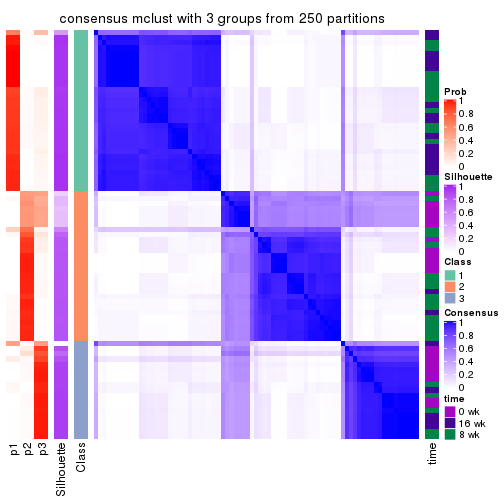 consensus mclust with 3 groups from 250 partitions
Prob
1
0.8
0.6
0.4
0.2
0
Silhouette
1
0.8
0.6
0.4
0.2
0
Class
1
2
3
Consensus
1
0.8
0.6
0.4
0.2
0
time
0 wk
16 wk
8 wk
p1
p2
p3
Silhouette
Class
time